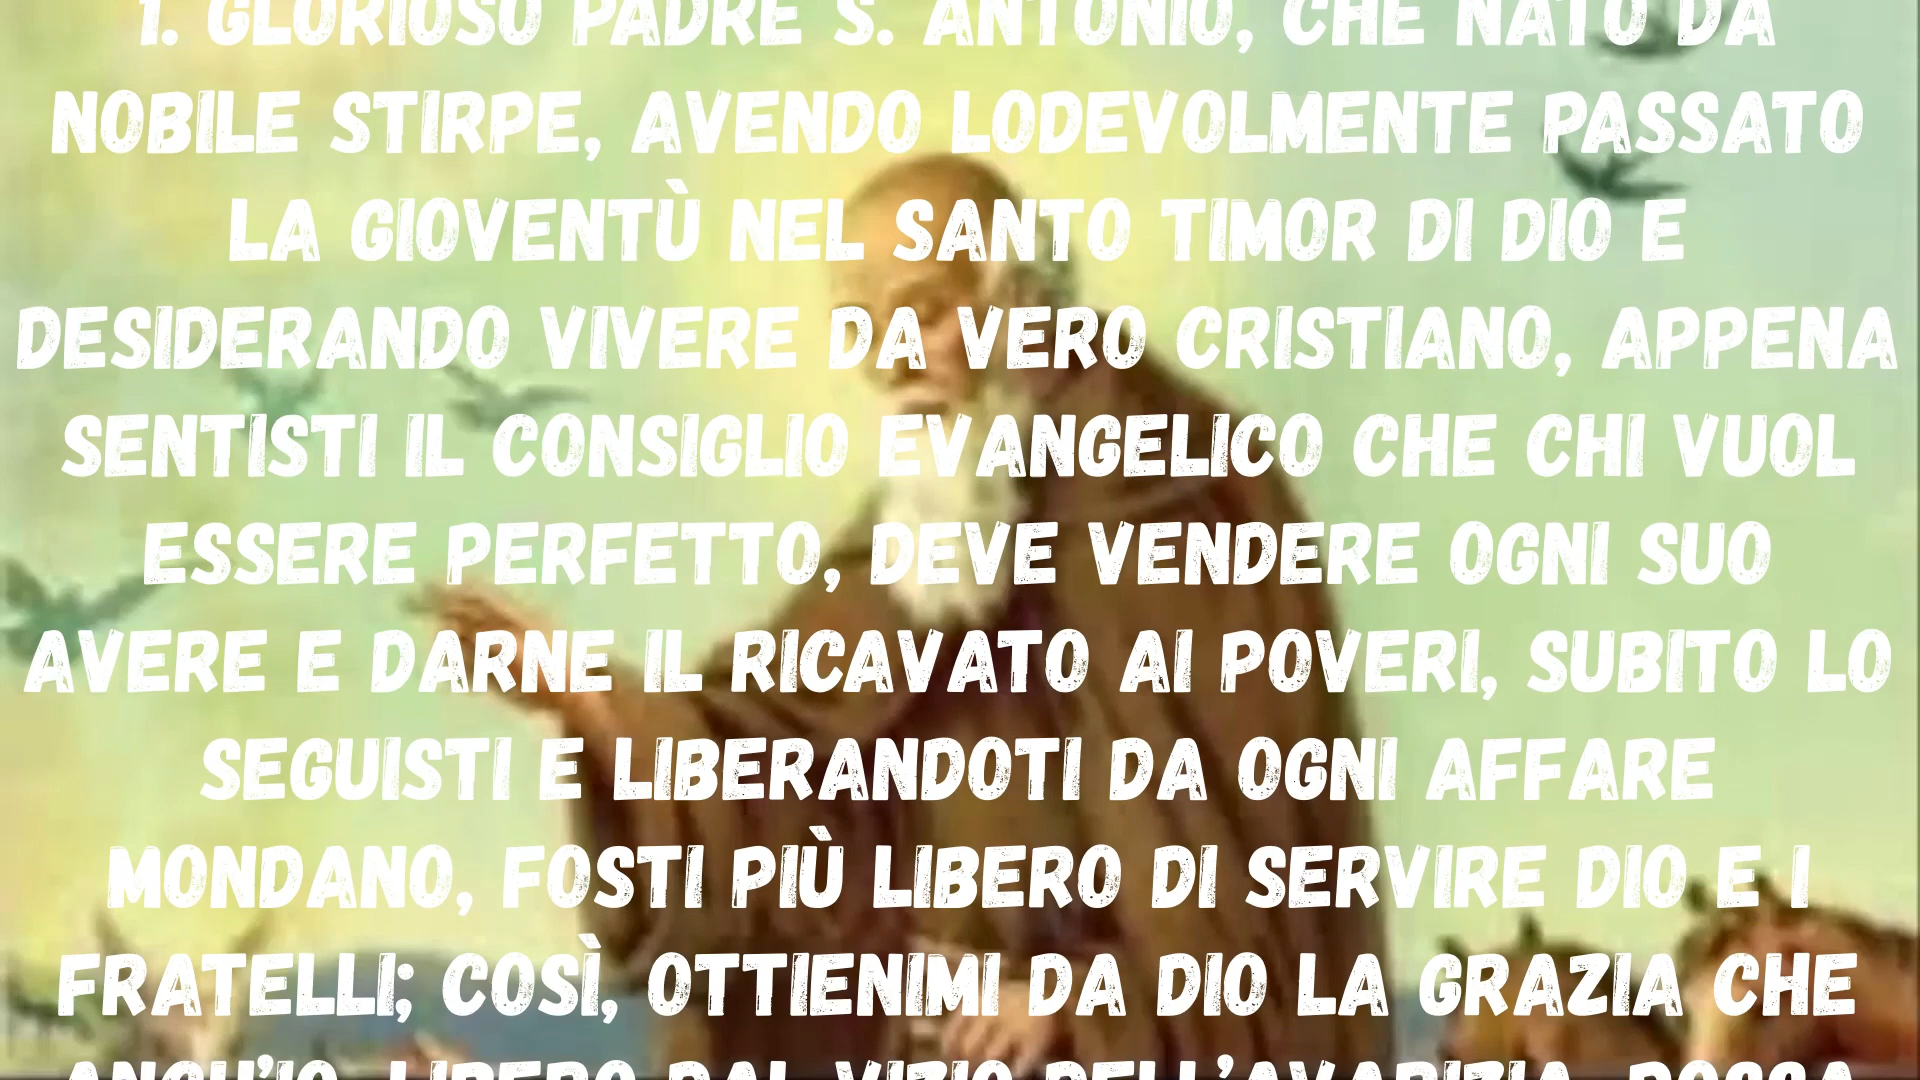 1. GLORIOSO PADRE S. ANTONIO, CHE NATO DA
NOBILE STIRPE, AVENDO LODEVOLMENTE PASSATO
LA GIOVENTÙ NEL SANTO TIMOR DI DIO E
DESIDERANDO VIVERE DA VERO CRISTIANO, APPENA
SENTISTI IL CONSIGLIO EVANGELICO CHE CHI VUOL
ESSERE PERFETTO, DEVE VENDERE OGNI SUO
AVERE E DARNE IL RICAVATO AI POVERI, SUBITO LO
SEGUISTI E LIBERANDOTI DA OGNI AFFARE
MONDANO, FOSTI PIÙ LIBERO DI SERVIRE DIO E I
FRATELLI; COSÌ, OTTIENIMI DA DIO LA GRAZIA CHE
ANCH'IO, LIBERO DAL VIZIO DELL'AVARIZIA, POSSA